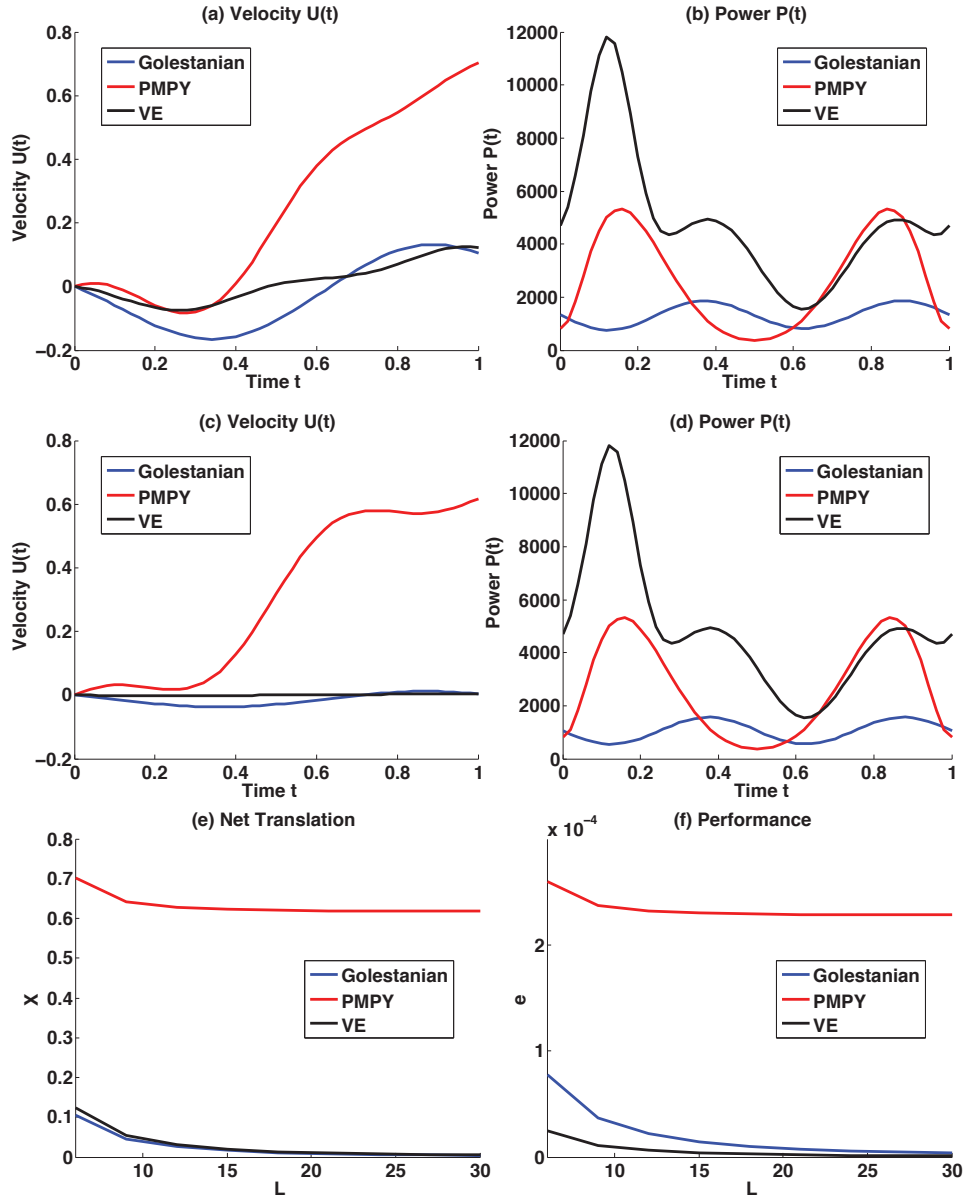 (a) Velocity U(t)
Velocity U(t)
0.8
0.6
0.4
0.2
0
−0.2
Golestanian
PMPY
VE
0 0.2 0.4 0.6 0.8 1
Time t
(b) Power P(t)
Power P(t)
12000
10000
8000
6000
4000
2000
0
Golestanian
PMPY
VE
0 0.2 0.4 0.6 0.8 1
Time t
(c) Velocity U(t)
Velocity U(t)
0.8
0.6
0.4
0.2
0
−0.2
Golestanian
PMPY
VE
0 0.2 0.4 0.6 0.8 1
Time t
(d) Power P(t)
Power P(t)
12000
10000
8000
6000
4000
2000
0
Golestanian
PMPY
VE
0 0.2 0.4 0.6 0.8 1
Time t
(e) Net Translation
X
0.8
0.7
0.6
0.5
0.4
0.3
0.2
0.1
0
Golestanian
PMPY
VE
10 15 20 25 30
L
(f) Performance
x 10⁻⁴
e
2
1
0
Golestanian
PMPY
VE
10 15 20 25 30
L